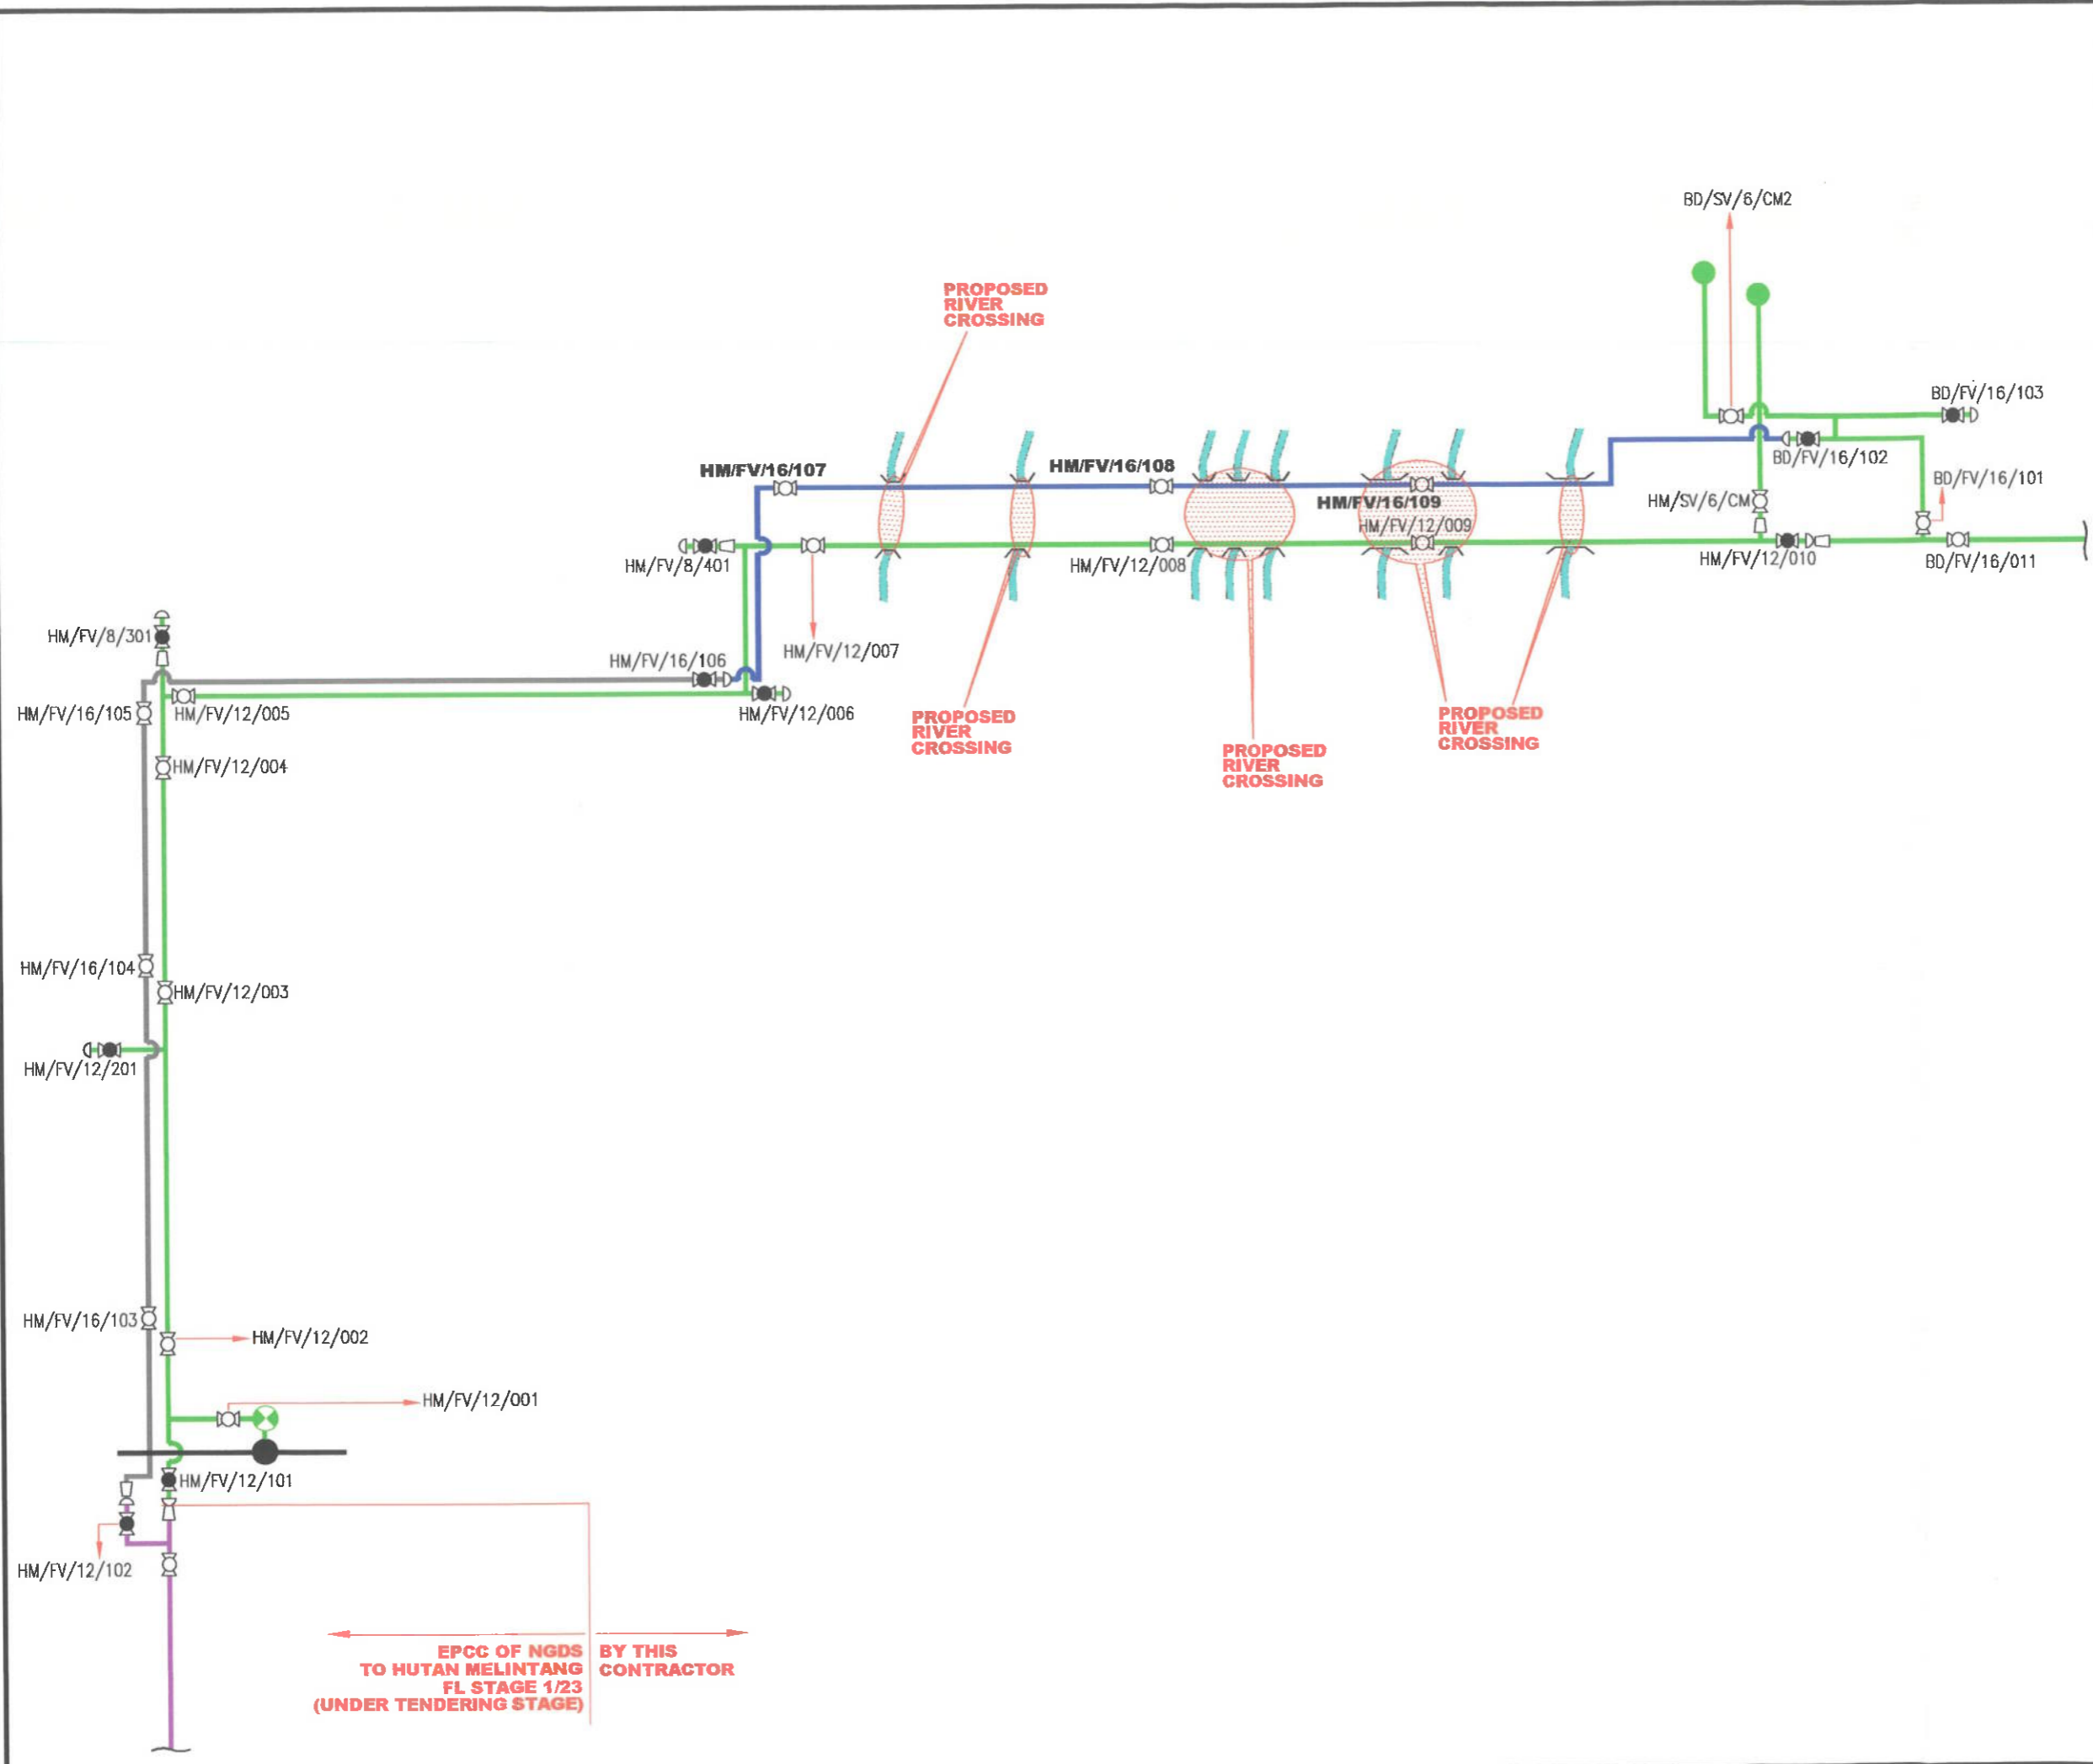 BD/SV/6/CM2
PROPOSED
RIVER
CROSSING
BD/FV/16/103
BD/FV/16/102
HM/FV/16/107
HM/FV/16/108
BD/FV/16/101
HM/FV/16/109
HM/SV/6/CM
HM/FV/12/009
HM/FV/8/401
HM/FV/12/008
HM/FV/12/010
BD/FV/16/011
HM/FV/8/301
HM/FV/12/007
HM/FV/16/106
HM/FV/16/105
HM/FV/12/005
HM/FV/12/006
PROPOSED
RIVER
CROSSING
PROPOSED
RIVER
CROSSING
PROPOSED
RIVER
CROSSING
HM/FV/12/004
HM/FV/16/104
HM/FV/12/003
HM/FV/12/201
HM/FV/16/103
HM/FV/12/002
HM/FV/12/001
HM/FV/12/101
HM/FV/12/102
EPCC OF NGDS
TO HUTAN MELINTANG
FL STAGE 1/23
(UNDER TENDERING STAGE)
BY THIS
CONTRACTOR